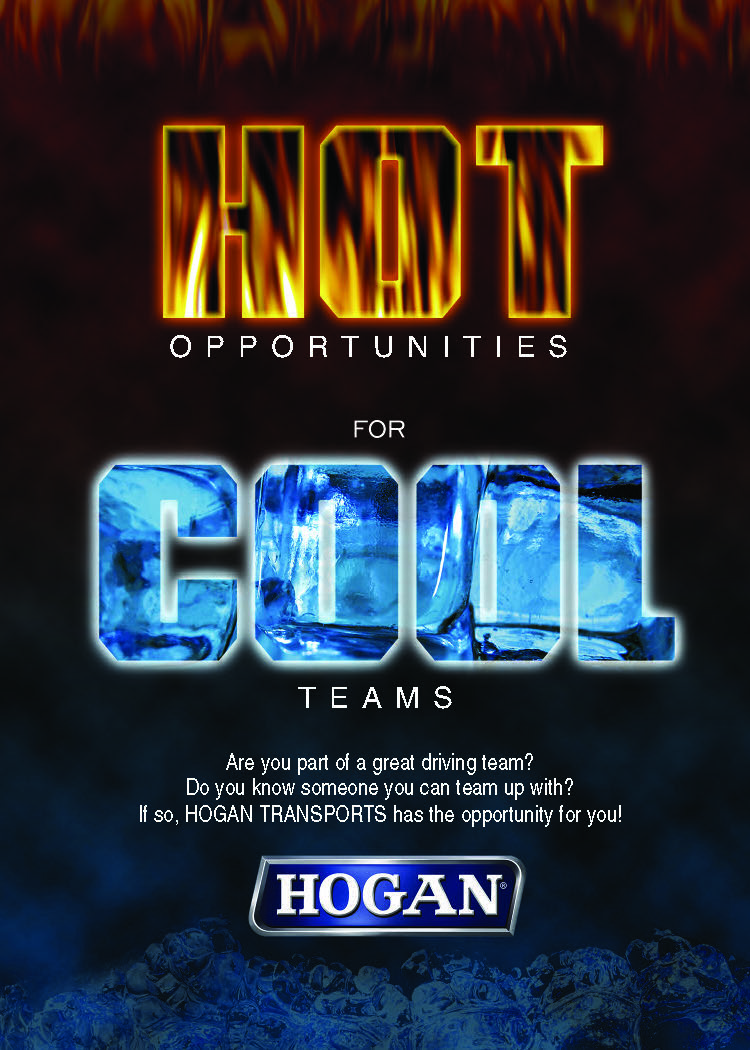 HOT
OPPORTUNITIES
FOR
COOL
TEAMS
Are you part of a great driving team?
Do you know someone you can team up with?
If so, HOGAN TRANSPORTS has the opportunity for you!
HOGAN®